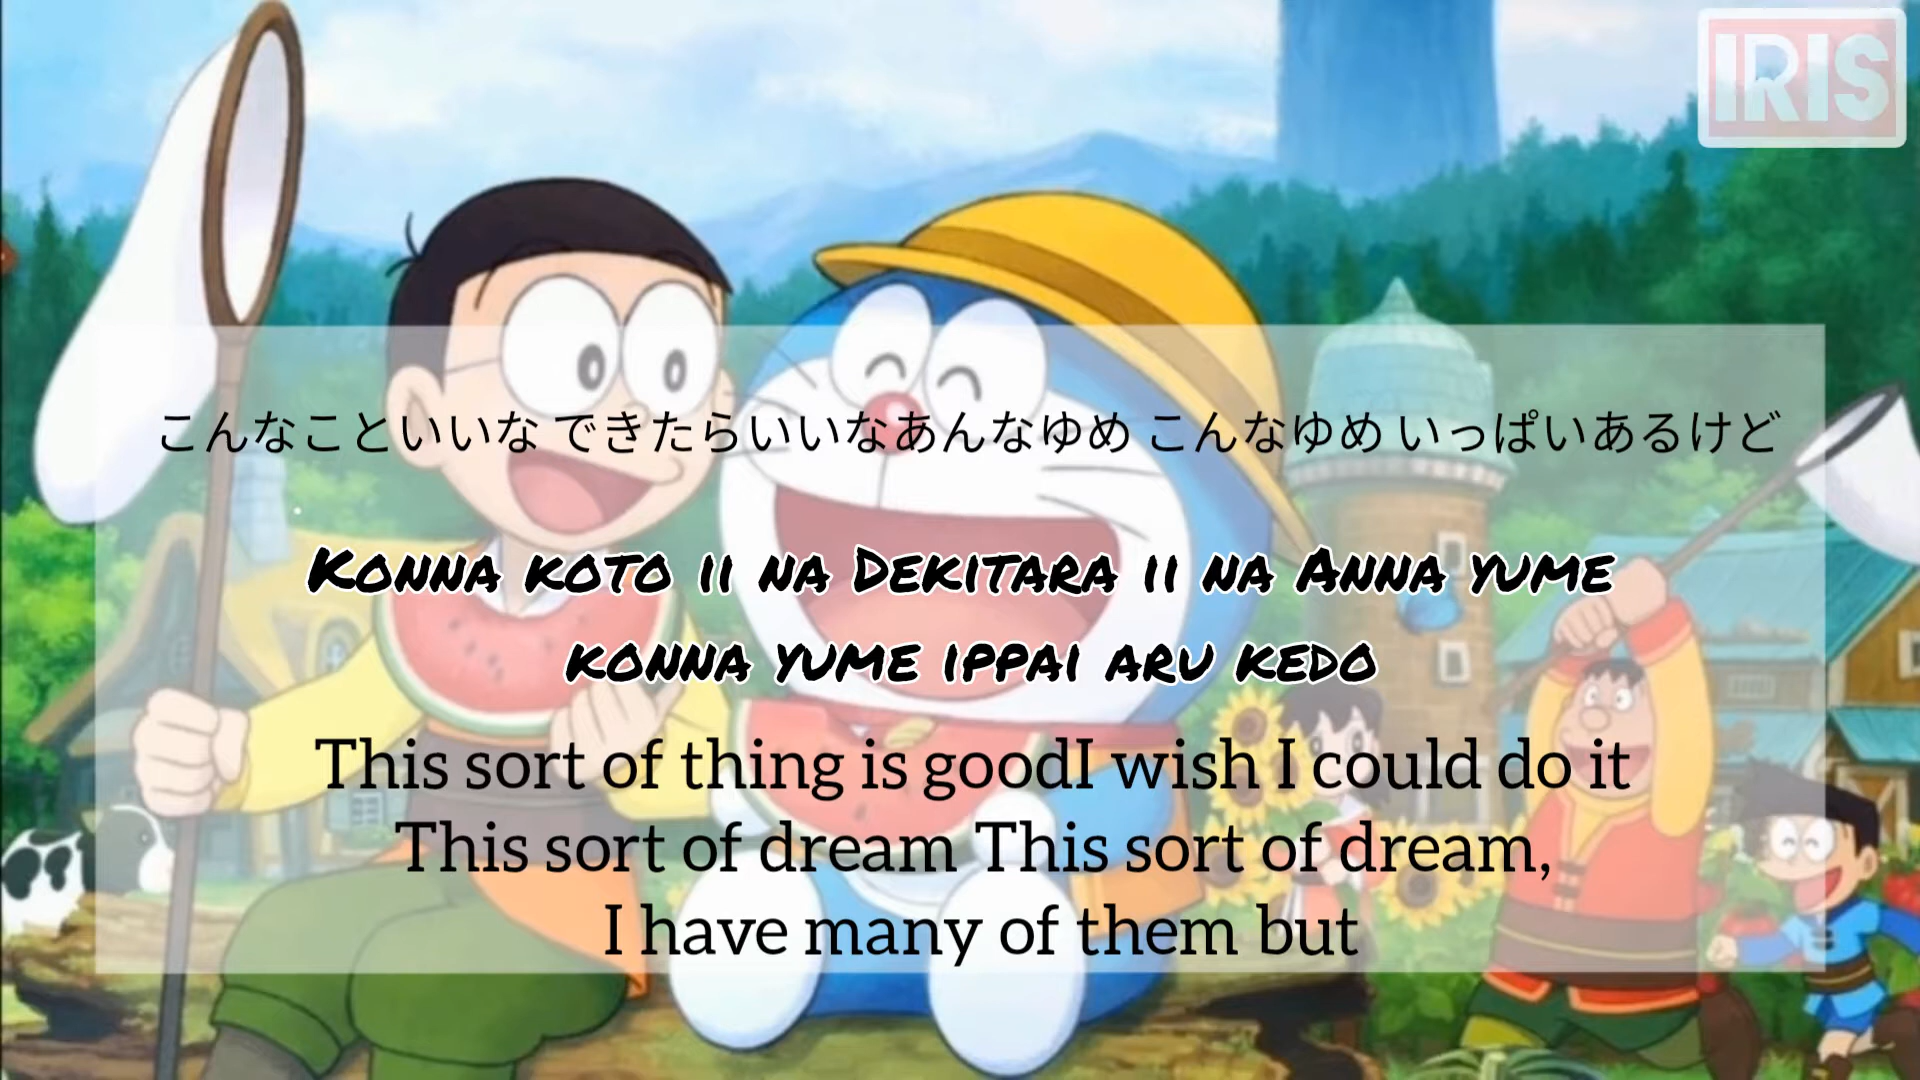 IRIS
こんなこといいな できたらいいなあんなゆめ こんなゆめ いっぱいあるけど
Konna koto ii na Dekitara ii na Anna yume
konna yume ippai aru kedo
This sort of thing is goodI wish I could do it
This sort of dream This sort of dream,
I have many of them but